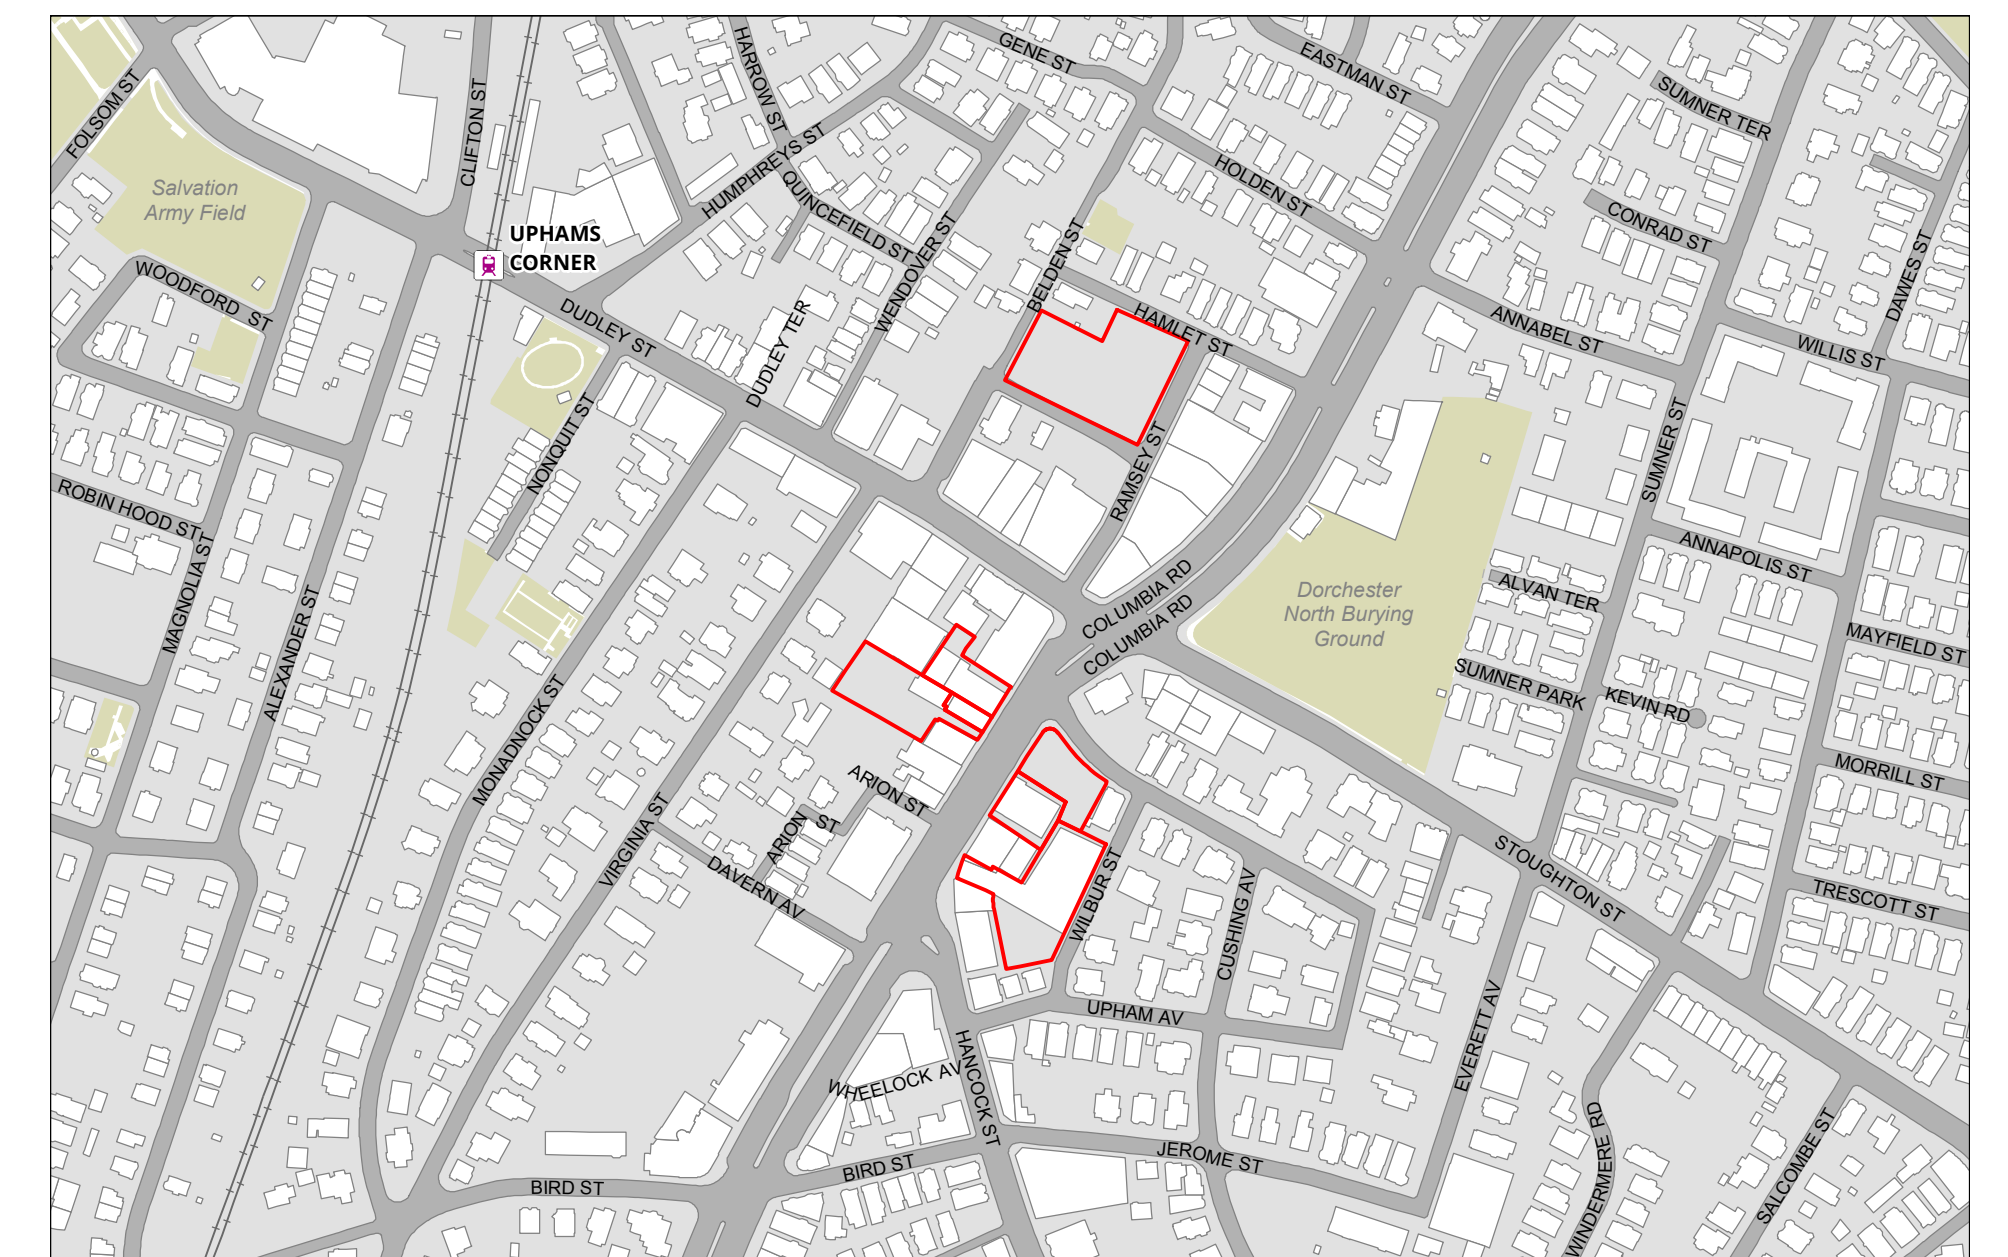 GENE ST
EASTMAN ST
HARROW ST
FOLSOM ST
CLIFTON ST
SUMNER TER
HUMPHREYS ST
HOLDEN ST
Salvation
Army Field
QUINCEFIELD ST
CONRAD ST
UPHAMS
CORNER
WENDOVER ST
BELDEN ST
DAWES ST
WOODFORD ST
DUDLEY ST
DUDLEY TER
HAMLET ST
ANNABEL ST
WILLIS ST
NONQUIT ST
RAMSEY ST
SUMNER ST
ROBIN HOOD ST
MAGNOLIA ST
ALEXANDER ST
COLUMBIA RD
COLUMBIA RD
Dorchester
North Burying
Ground
ANNAPOLIS ST
ALVAN TER
MAYFIELD ST
SUMNER PARK
KEVIN RD
MONADNOCK ST
VIRGINIA ST
ARION ST
ARION ST
DAVERN AV
MORRILL ST
STOUGHTON ST
TRESCOTT ST
WILBUR ST
CUSHING AV
UPHAM AV
EVERETT AV
HANCOCK ST
WHEELOCK AV
BIRD ST
BIRD ST
JEROME ST
WINDERMERE RD
SALCOMBE ST